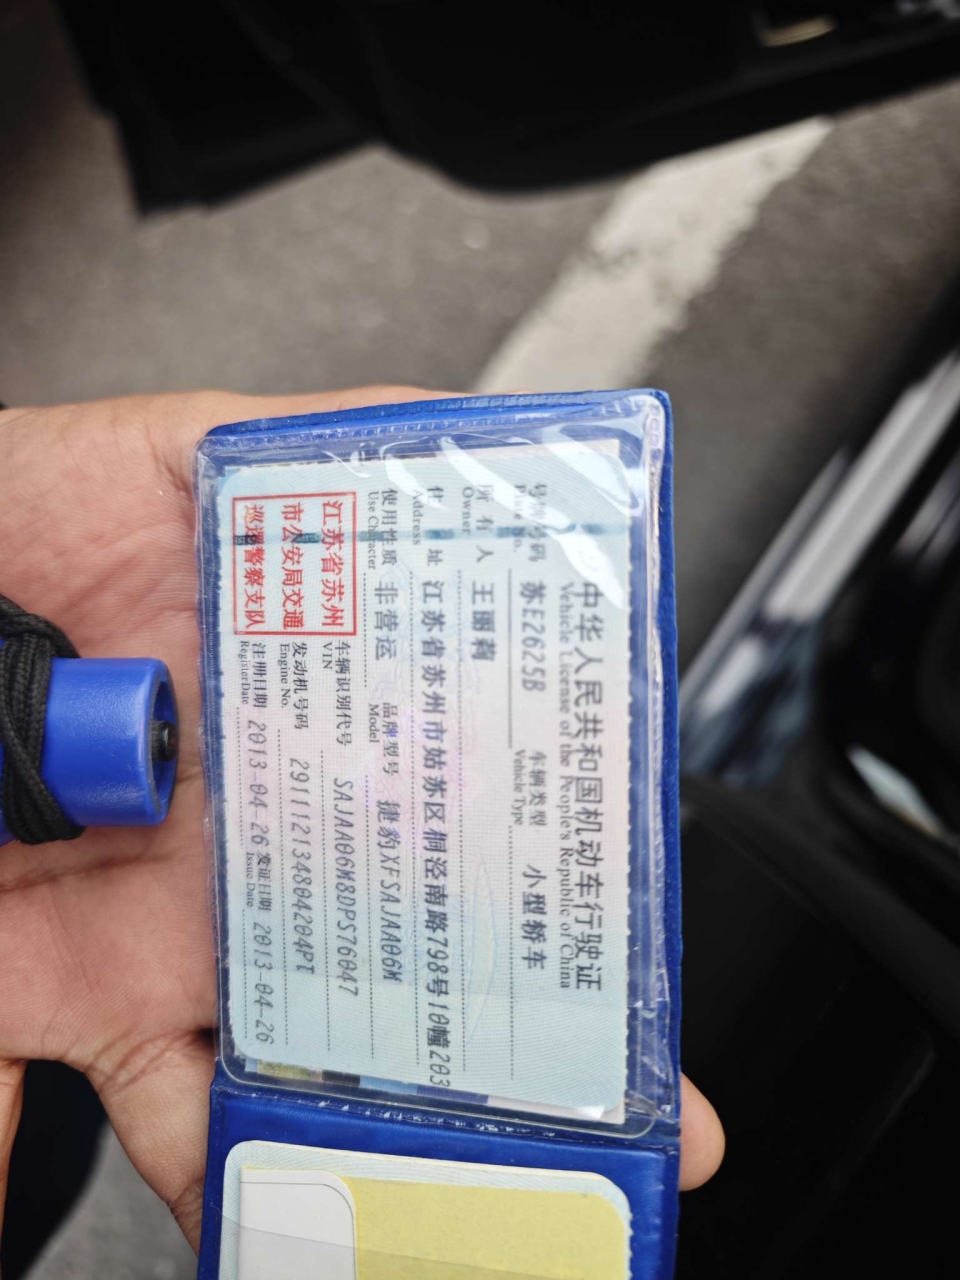 中华人民共和国机动车行驶证
Vehicle License of the People's Republic of China
号牌号码 苏E2625B 车辆类型 小型轿车
Plate No. Vehicle Type
所有人 王丽莉
Owner
住址 江苏省苏州市姑苏区桐泾南路798号10幢203
Address
使用性质 非营运 品牌型号 捷豹XFSAJAA06M
Use Character Model
江苏省苏州
市公安局交通
巡逻警察支队
车辆识别代号 SAJAA06M8DPS76047
VIN
发动机号码 291112134804204PT
Engine No.
注册日期 2013-04-26 发证日期 2013-04-26
Register Date Issue Date